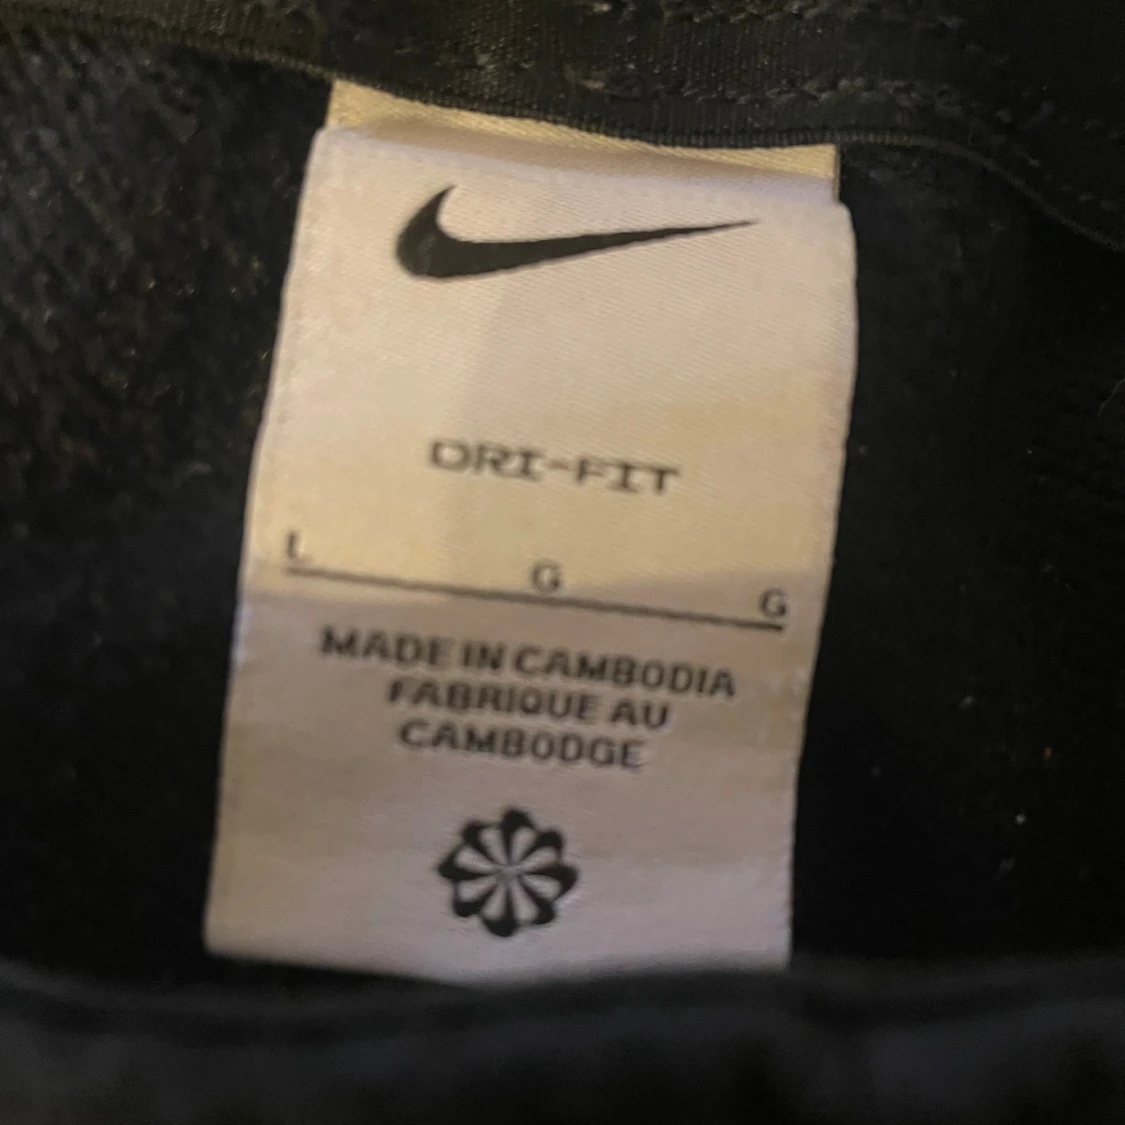 DRI-FIT
L G G
MADE IN CAMBODIA
FABRIQUE AU
CAMBODGE